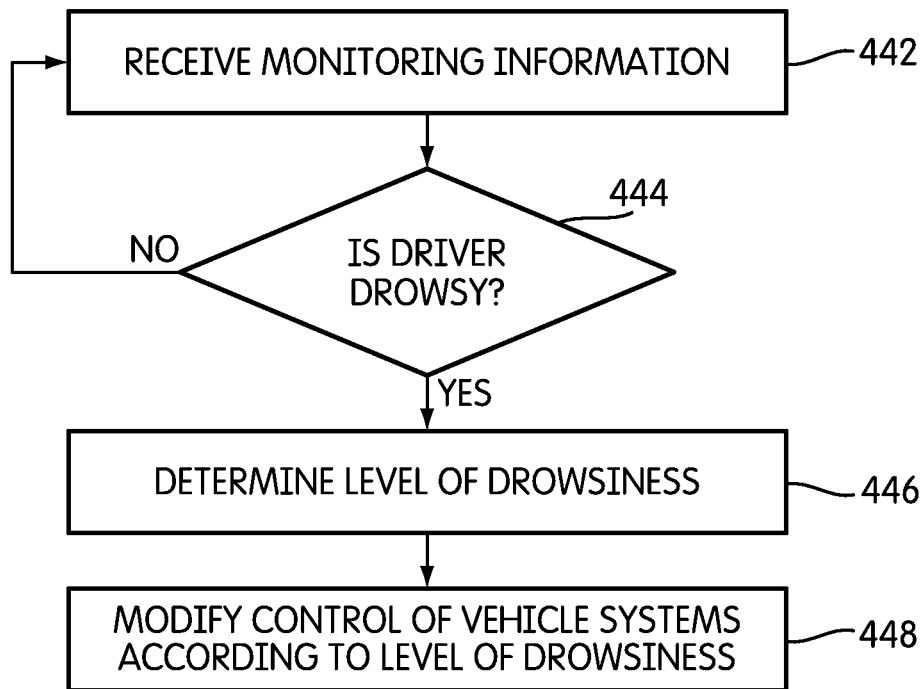 RECEIVE MONITORING INFORMATION
442
444
IS DRIVER
DROWSY?
NO
YES
DETERMINE LEVEL OF DROWSINESS
446
MODIFY CONTROL OF VEHICLE SYSTEMS
ACCORDING TO LEVEL OF DROWSINESS
448